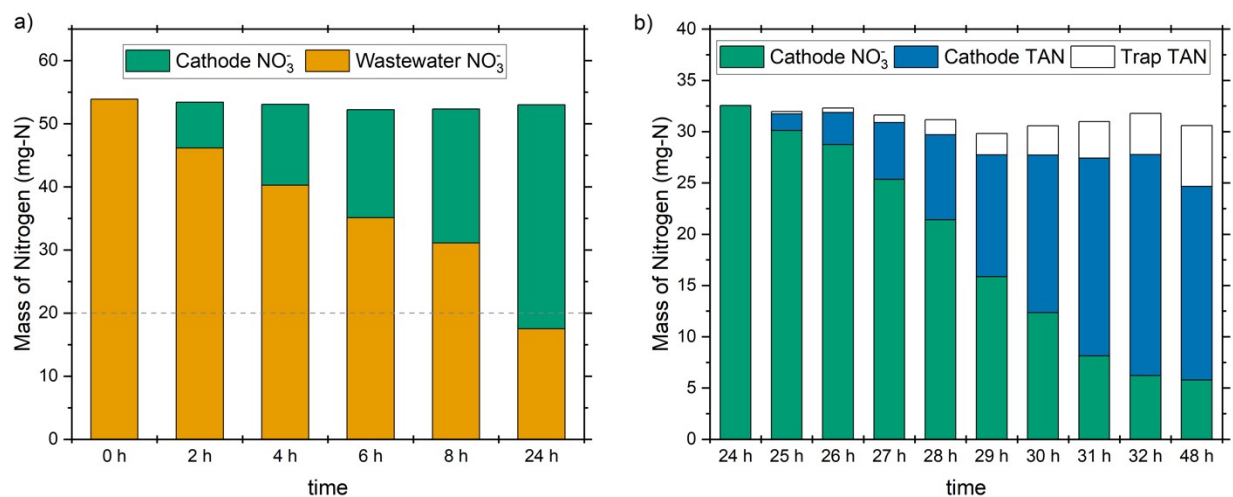 a)
Cathode NO₃⁻ Wastewater NO₃⁻
Mass of Nitrogen (mg-N)
60
50
40
30
20
10
0
0 h 2 h 4 h 6 h 8 h 24 h
time
b)
Cathode NO₃⁻ Cathode TAN Trap TAN
Mass of Nitrogen (mg-N)
40
35
30
25
20
15
10
5
0
24 h 25 h 26 h 27 h 28 h 29 h 30 h 31 h 32 h 48 h
time